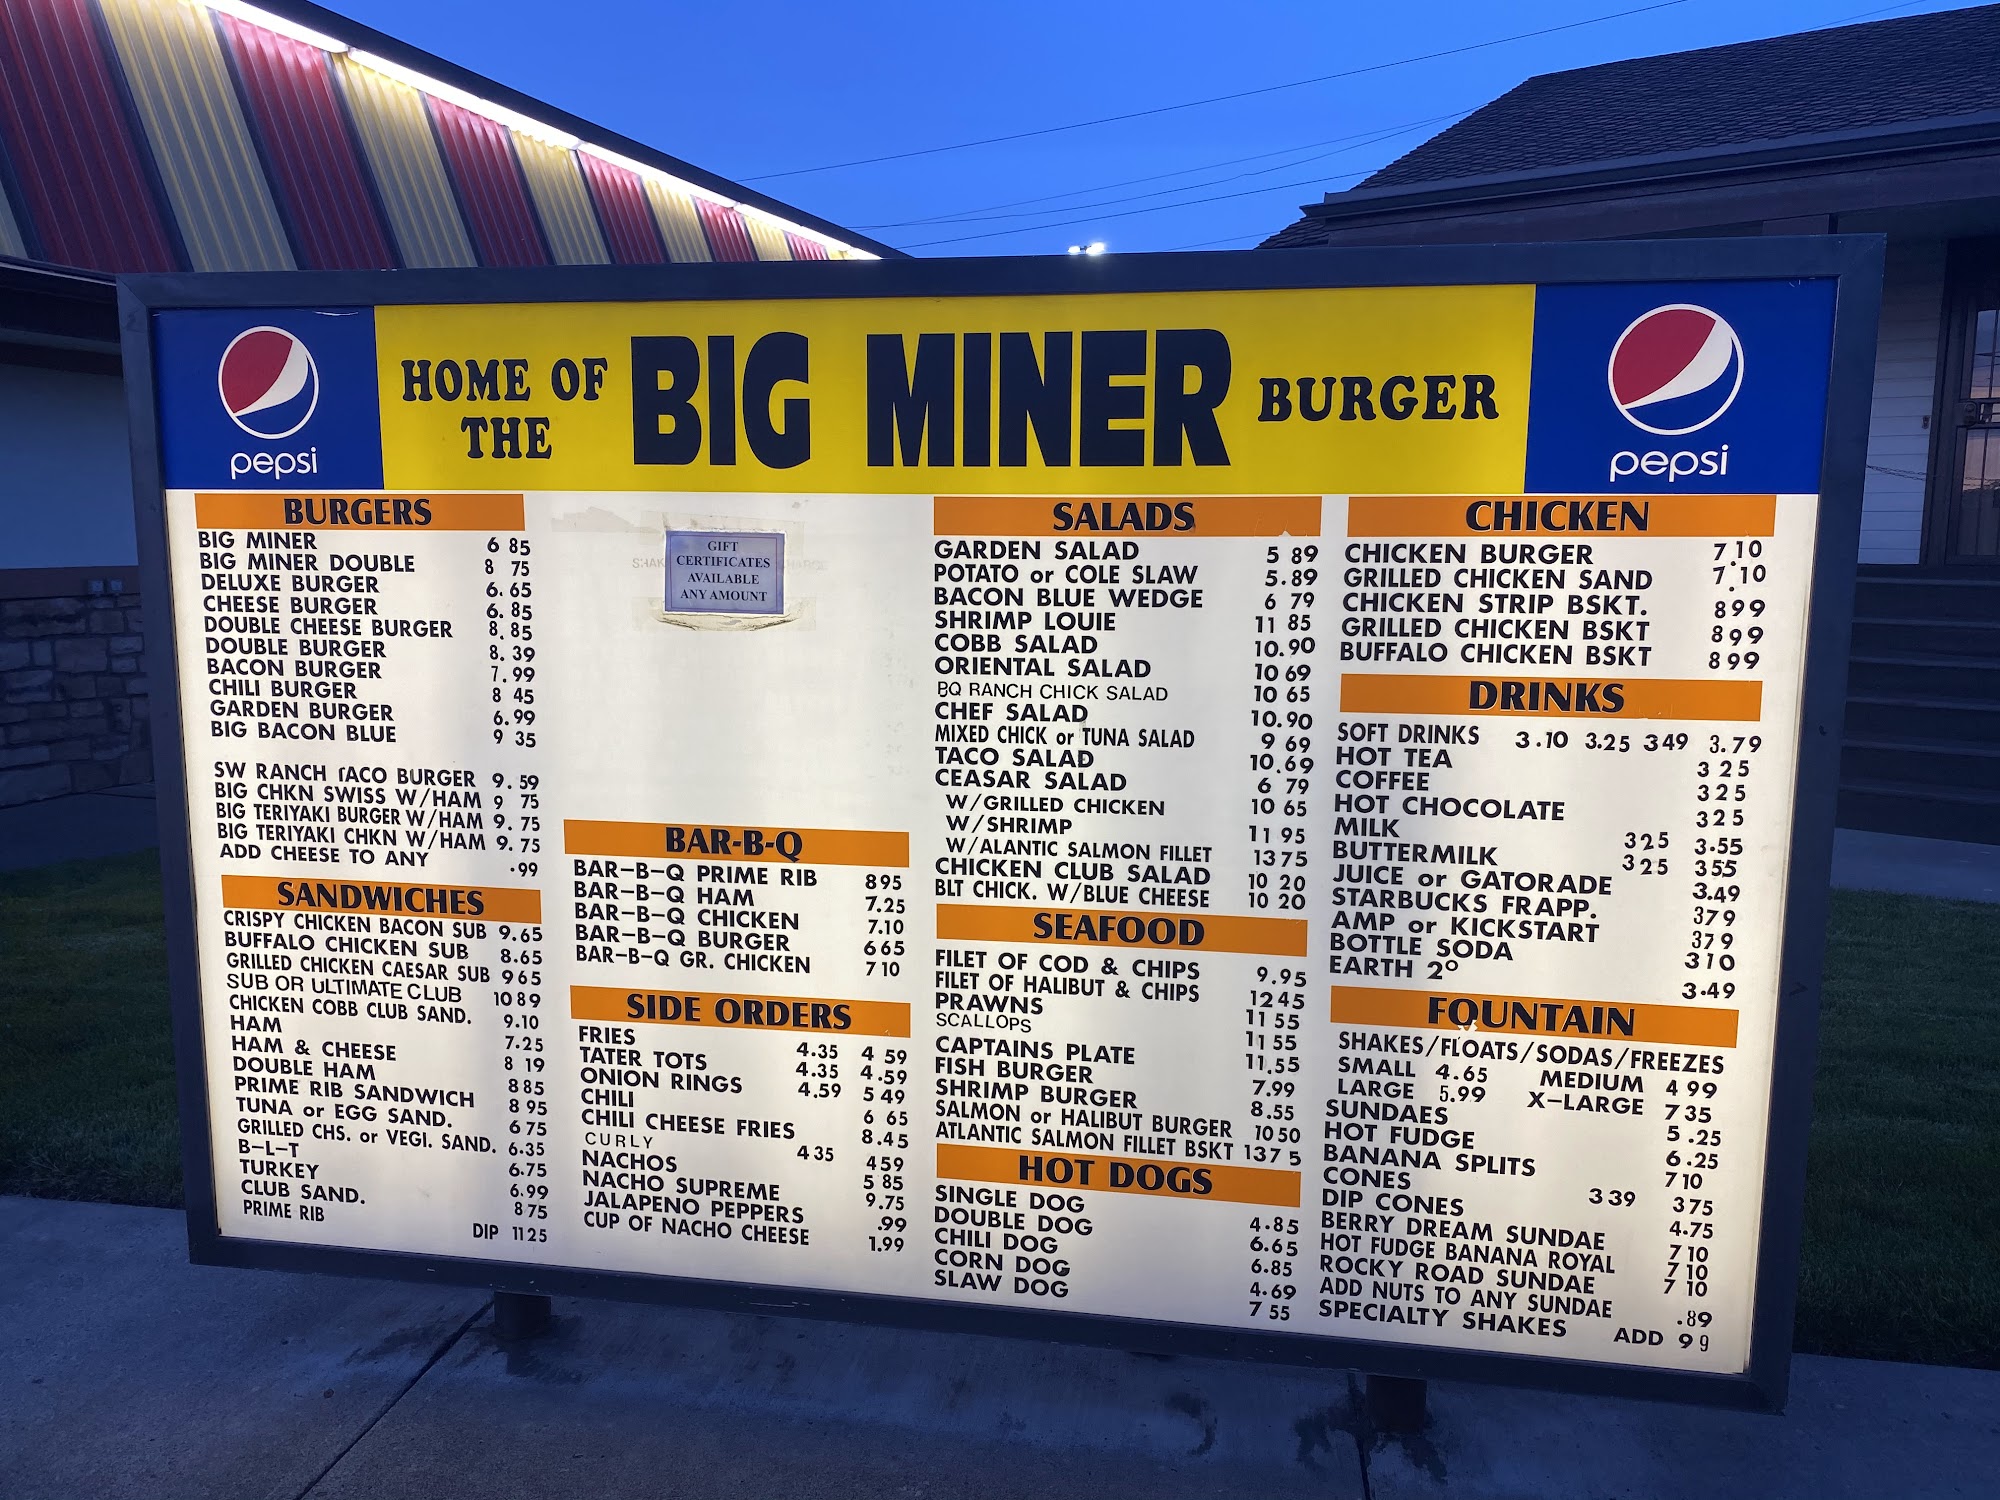 pepsi
HOME OF THE BIG MINER BURGER
pepsi
BURGERS
BIG MINER 6 85
BIG MINER DOUBLE 8 75
DELUXE BURGER 6.65
CHEESE BURGER 6.85
DOUBLE CHEESE BURGER 8.85
DOUBLE BURGER 8.39
BACON BURGER 7.99
CHILI BURGER 8 45
GARDEN BURGER 6.99
BIG BACON BLUE 9 35
SW RANCH TACO BURGER 9.59
BIG CHKN SWISS W/HAM 9 75
BIG TERIYAKI BURGER W/HAM 9.75
BIG TERIYAKI CHKN W/HAM 9.75
ADD CHEESE TO ANY .99
SANDWICHES
CRISPY CHICKEN BACON SUB 9.65
BUFFALO CHICKEN SUB 8.65
GRILLED CHICKEN CAESAR SUB 9 65
SUB OR ULTIMATE CLUB 10 89
CHICKEN COBB CLUB SAND. 9.10
HAM 7.25
HAM & CHEESE 8 19
DOUBLE HAM 8 85
PRIME RIB SANDWICH 8 95
TUNA or EGG SAND. 6 75
GRILLED CHS. or VEGI. SAND. 6.35
B-L-T 6.75
TURKEY 6.99
CLUB SAND. 8 75
PRIME RIB DIP 11 25
GIFT
CERTIFICATES
AVAILABLE
ANY AMOUNT
BAR-B-Q
BAR-B-Q PRIME RIB 8 95
BAR-B-Q HAM 7.25
BAR-B-Q CHICKEN 7.10
BAR-B-Q BURGER 6 65
BAR-B-Q GR. CHICKEN 7 10
SIDE ORDERS
FRIES 4.35 4 59
TATER TOTS 4.35 4.59
ONION RINGS 4.59 5 49
CHILI 6 65
CHILI CHEESE FRIES 8.45
CURLY 4 35 4 59
NACHOS 5 85
NACHO SUPREME 9.75
JALAPENO PEPPERS .99
CUP OF NACHO CHEESE 1.99
SALADS
GARDEN SALAD 5 89
POTATO or COLE SLAW 5.89
BACON BLUE WEDGE 6 79
SHRIMP LOUIE 11 85
COBB SALAD 10.90
ORIENTAL SALAD 10 69
BQ RANCH CHICK SALAD 10 65
CHEF SALAD 10.90
MIXED CHICK or TUNA SALAD 9 69
TACO SALAD 10.69
CEASAR SALAD 6 79
W/GRILLED CHICKEN 10 65
W/SHRIMP 11 95
W/ALANTIC SALMON FILLET 13 75
CHICKEN CLUB SALAD 10 20
BLT CHICK. W/BLUE CHEESE 10 20
SEAFOOD
FILET OF COD & CHIPS 9.95
FILET OF HALIBUT & CHIPS 12 45
PRAWNS 11 55
SCALLOPS 11 55
CAPTAINS PLATE 11.55
FISH BURGER 7.99
SHRIMP BURGER 8.55
SALMON or HALIBUT BURGER 10 50
ATLANTIC SALMON FILLET BSKT 13 75
HOT DOGS
SINGLE DOG 4.85
DOUBLE DOG 6.65
CHILI DOG 6.85
CORN DOG 4.69
SLAW DOG 7 55
CHICKEN
CHICKEN BURGER 7.10
GRILLED CHICKEN SAND 7.10
CHICKEN STRIP BSKT. 8 99
GRILLED CHICKEN BSKT 8 99
BUFFALO CHICKEN BSKT 8 99
DRINKS
SOFT DRINKS 3.10 3.25 3 49 3.79
HOT TEA 3 25
COFFEE 3 25
HOT CHOCOLATE 3 25
MILK 3 25 3.55
BUTTERMILK 3 25 3 55
JUICE or GATORADE 3.49
STARBUCKS FRAPP. 3 79
AMP or KICKSTART 3 79
BOTTLE SODA 3 10
EARTH 2° 3.49
FOUNTAIN
SHAKES/FLOATS/SODAS/FREEZES
SMALL 4.65 MEDIUM 4 99
LARGE 5.99 X-LARGE 7 35
SUNDAES 5.25
HOT FUDGE 6.25
BANANA SPLITS 7 10
CONES 3 39 3 75
DIP CONES 4.75
BERRY DREAM SUNDAE 7 10
HOT FUDGE BANANA ROYAL 7 10
ROCKY ROAD SUNDAE 7 10
ADD NUTS TO ANY SUNDAE .89
SPECIALTY SHAKES ADD 99